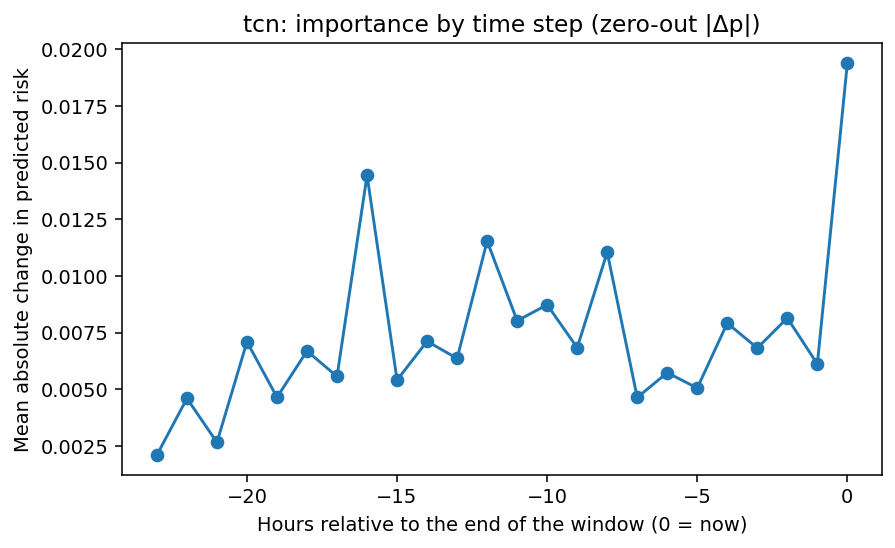 tcn: importance by time step (zero-out |Δp|)
Mean absolute change in predicted risk
0.0200
0.0175
0.0150
0.0125
0.0100
0.0075
0.0050
0.0025
−20 −15 −10 −5 0
Hours relative to the end of the window (0 = now)